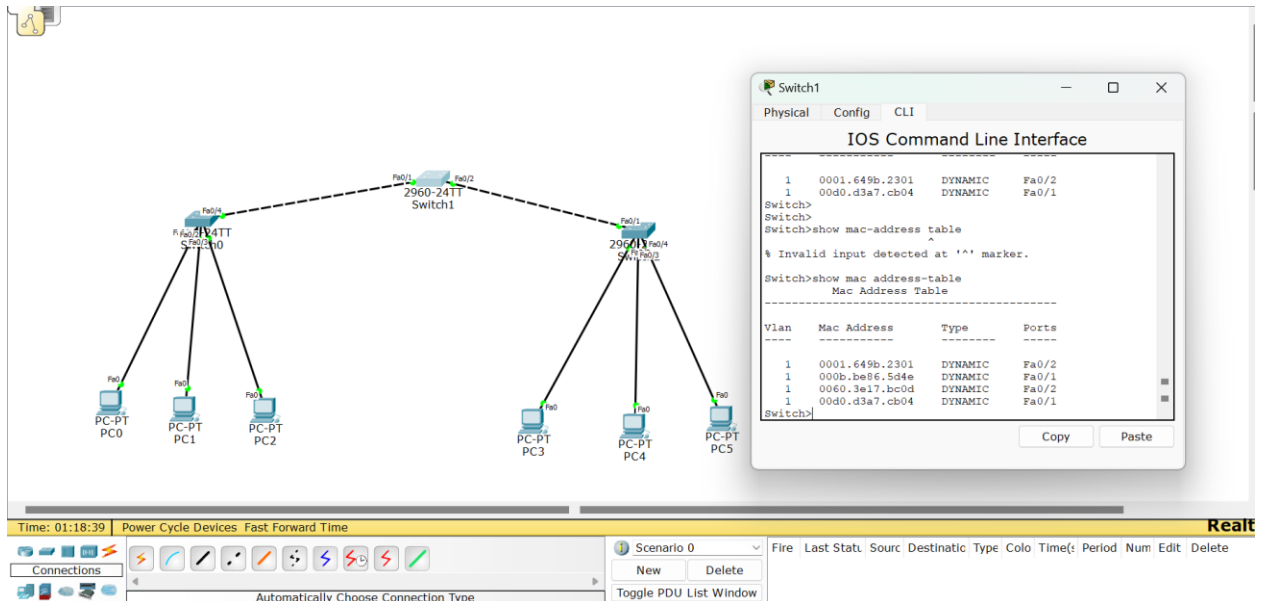 Switch1
Physical Config CLI
IOS Command Line Interface
---- ----------- -------- -----
1 0001.649b.2301 DYNAMIC Fa0/2
1 00d0.d3a7.cb04 DYNAMIC Fa0/1
Switch>
Switch>
Switch>show mac-address table
^
% Invalid input detected at '^' marker.
Switch>show mac address-table
Mac Address Table
-------------------------------------------
Vlan Mac Address Type Ports
---- ----------- -------- -----
1 0001.649b.2301 DYNAMIC Fa0/2
1 000b.be86.5d4e DYNAMIC Fa0/1
1 0060.3e17.bc0d DYNAMIC Fa0/2
1 00d0.d3a7.cb04 DYNAMIC Fa0/1
Switch>
Copy Paste
Fa0/1 Fa0/2
2960-24TT
Switch1
Fa0/4
Fa0/3
Fa0/1
Fa0/4
Fa0/3
Fa0
PC-PT
PC0
Fa0
PC-PT
PC1
Fa0
PC-PT
PC2
Fa0
PC-PT
PC3
Fa0
PC-PT
PC4
Fa0
PC-PT
PC5
Time: 01:18:39 Power Cycle Devices Fast Forward Time
Realt
Connections
Automatically Choose Connection Type
Scenario 0
New Delete
Toggle PDU List Window
Fire Last Statu Sourc Destinatic Type Colo Time(s Period Num Edit Delete